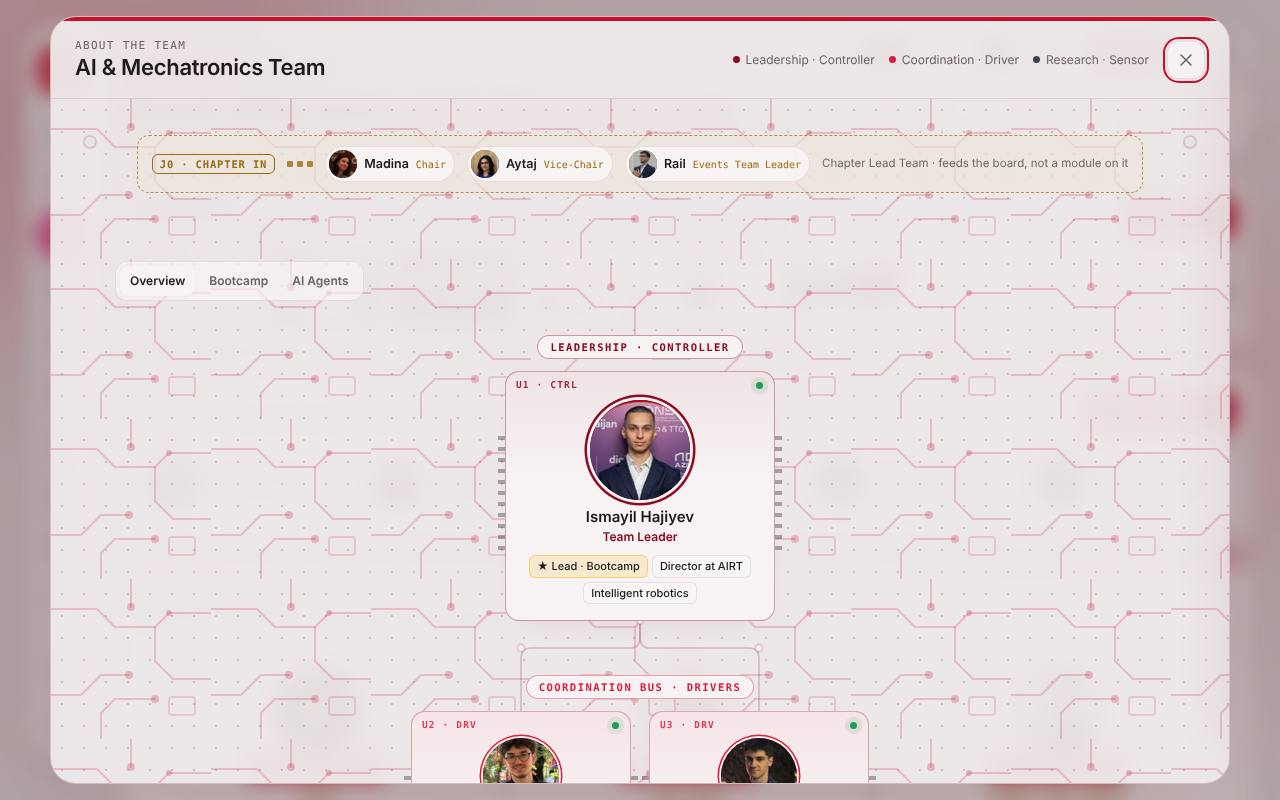 ABOUT THE TEAM
AI & Mechatronics Team
Leadership · Controller
Coordination · Driver
Research · Sensor
J0 · CHAPTER IN
Madina Chair
Aytaj Vice-Chair
Rail Events Team Leader
Chapter Lead Team · feeds the board, not a module on it
Overview
Bootcamp
AI Agents
LEADERSHIP · CONTROLLER
U1 · CTRL
Ismayil Hajiyev
Team Leader
★ Lead · Bootcamp
Director at AIRT
Intelligent robotics
COORDINATION BUS · DRIVERS
U2 · DRV
U3 · DRV